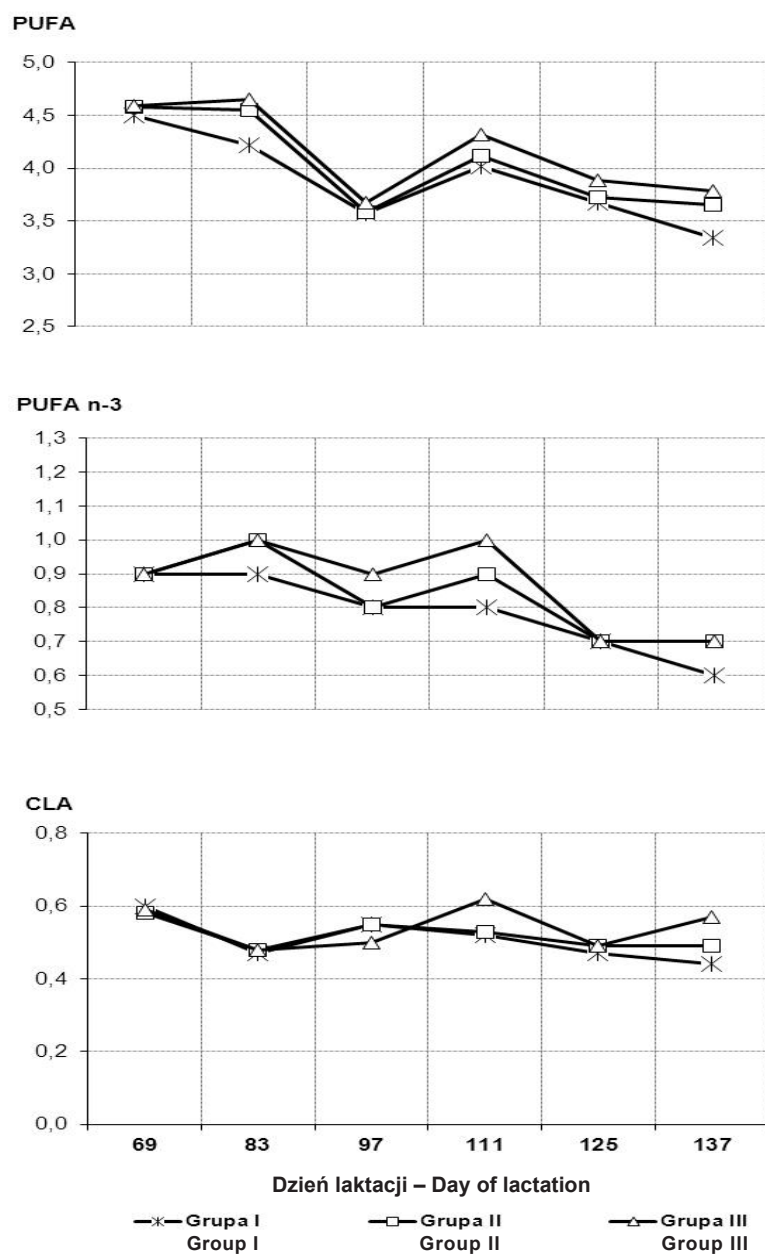 PUFA
5,0
4,5
4,0
3,5
3,0
2,5
PUFA n-3
1,3
1,2
1,1
1,0
0,9
0,8
0,7
0,6
0,5
CLA
0,8
0,6
0,4
0,2
0,0
69 83 97 111 125 137
Dzień laktacji – Day of lactation
Grupa I Grupa II Grupa III
Group I Group II Group III